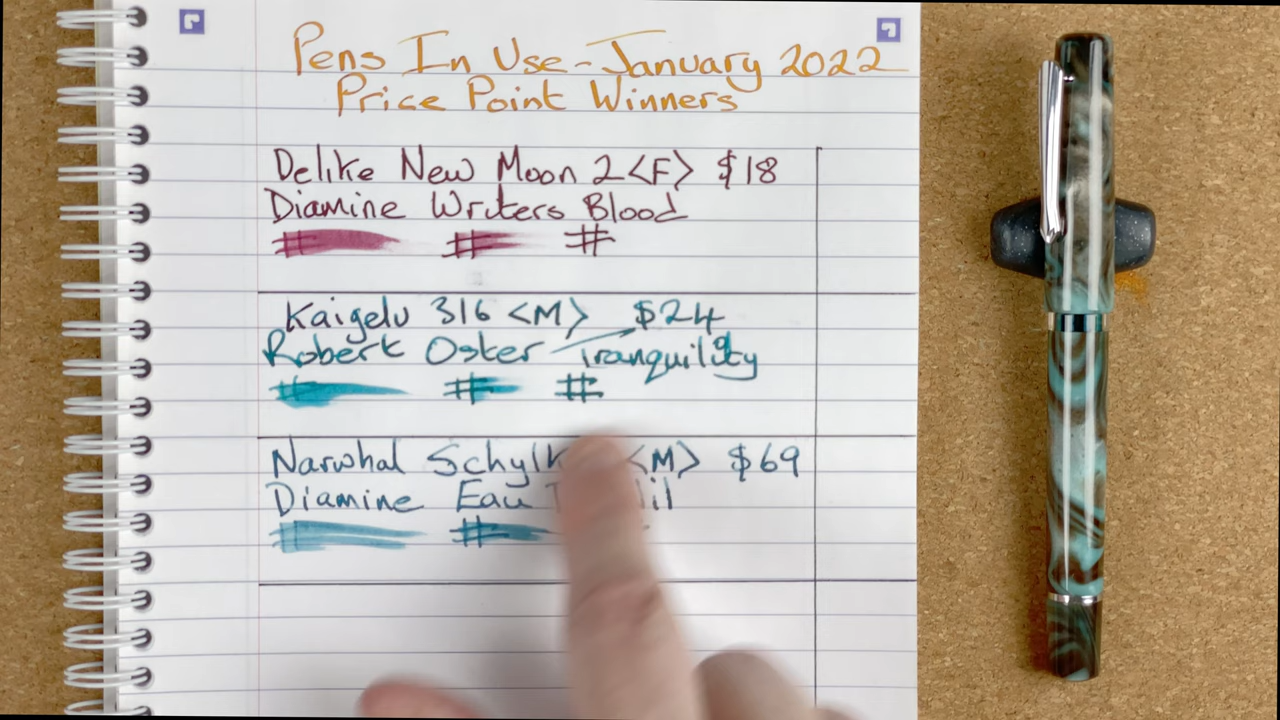 Pens In Use - January 2022
Price Point Winners
Delike New Moon 2 <F> $18
Diamine Writers Blood
# # #
Kaigelu 316 <M> $24
Robert Oster Tranquility
# # #
Narwhal <M> $69
Diamine Eau
# #